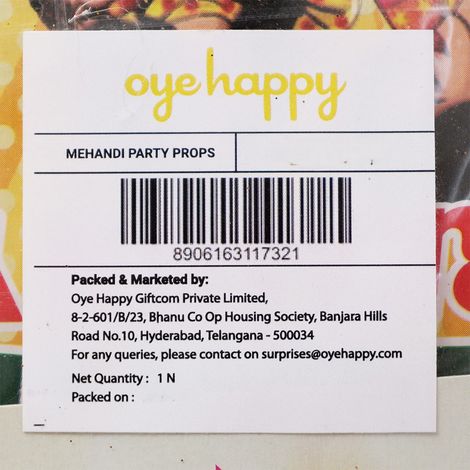 oye happy
MEHANDI PARTY PROPS
8906163117321
Packed & Marketed by:
Oye Happy Giftcom Private Limited,
8-2-601/B/23, Bhanu Co Op Housing Society, Banjara Hills
Road No.10, Hyderabad, Telangana - 500034
For any queries, please contact on surprises@oyehappy.com
Net Quantity : 1 N
Packed on :